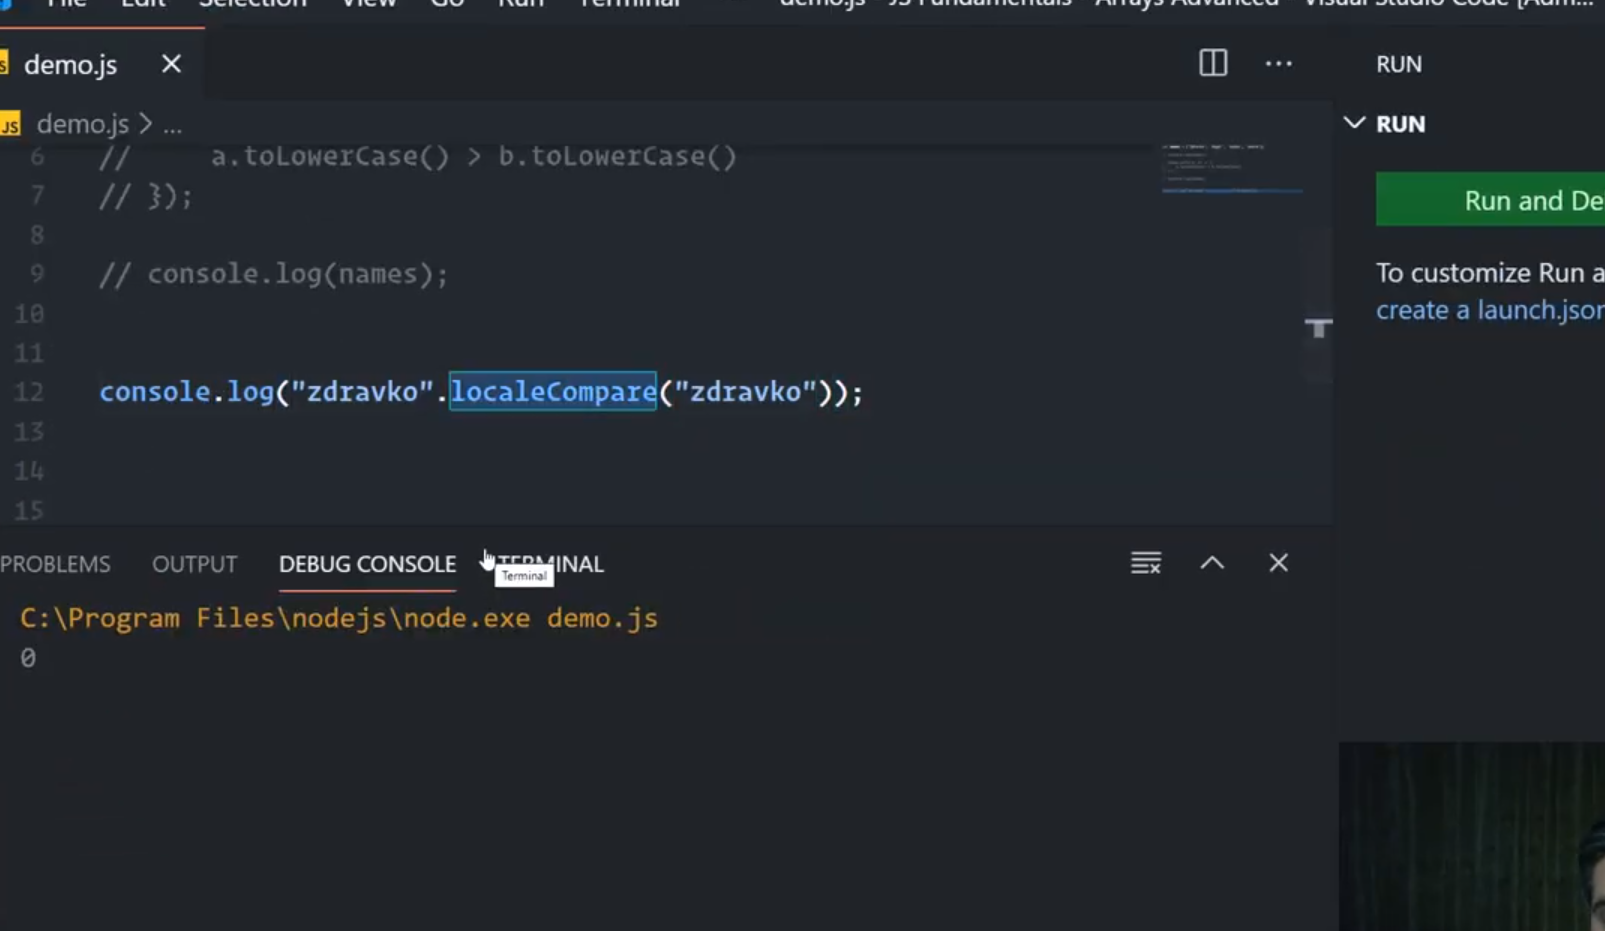 File Edit Selection View Go Run Terminal demo.js - JS Fundamentals - Arrays Advanced - Visual Studio Code [Adm...
demo.js
RUN
JS demo.js > ...
RUN
6 // a.toLowerCase() > b.toLowerCase()
7 // });
Run and De
8
9 // console.log(names);
To customize Run a
10
create a launch.json
11
12 console.log("zdravko".localeCompare("zdravko"));
13
14
15
PROBLEMS OUTPUT DEBUG CONSOLE TERMINAL
Terminal
C:\Program Files\nodejs\node.exe demo.js
0